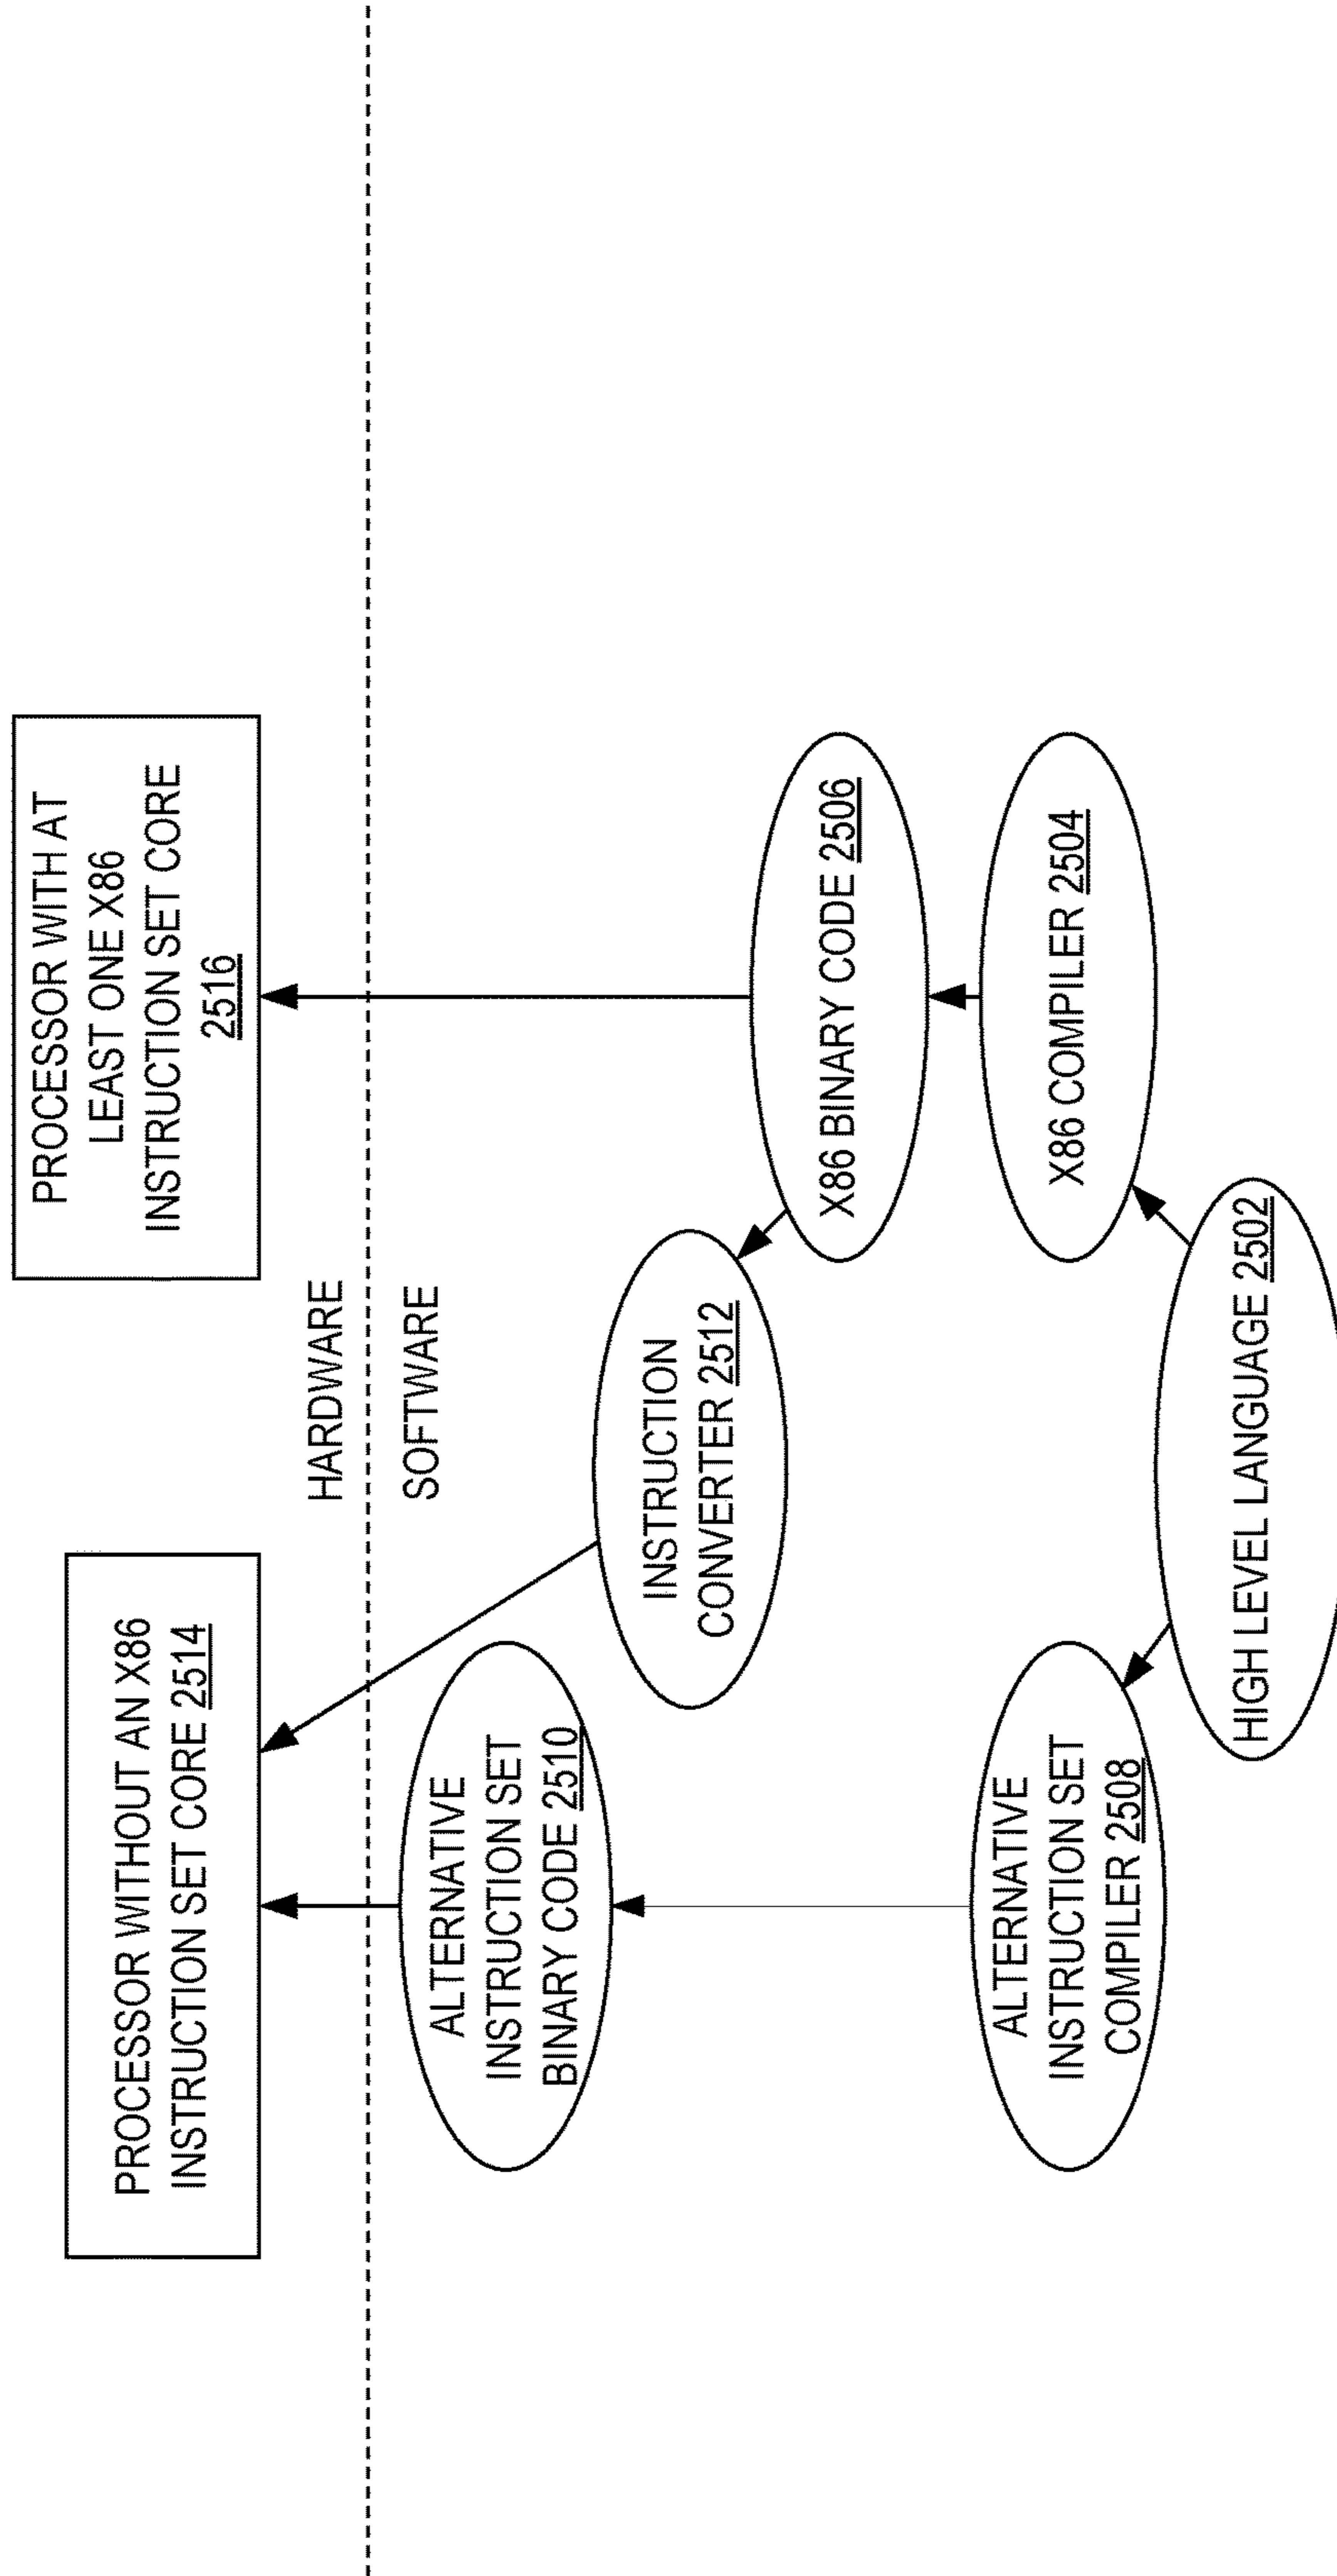 PROCESSOR WITHOUT AN X86
INSTRUCTION SET CORE 2514
PROCESSOR WITH AT
LEAST ONE X86
INSTRUCTION SET CORE
2516
HARDWARE
SOFTWARE
ALTERNATIVE
INSTRUCTION SET
BINARY CODE 2510
INSTRUCTION
CONVERTER 2512
X86 BINARY CODE 2506
ALTERNATIVE
INSTRUCTION SET
COMPILER 2508
X86 COMPILER 2504
HIGH LEVEL LANGUAGE 2502